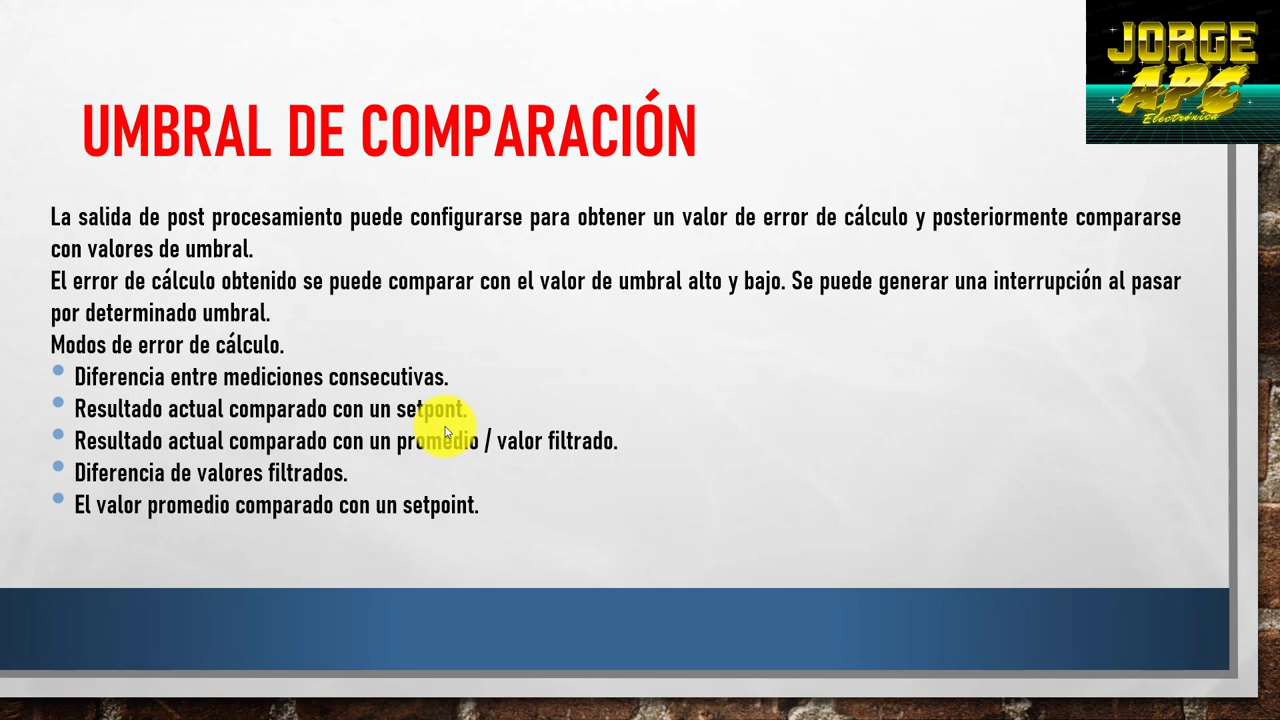 JORGE
APC
Electrónica
UMBRAL DE COMPARACIÓN
La salida de post procesamiento puede configurarse para obtener un valor de error de cálculo y posteriormente compararse
con valores de umbral.
El error de cálculo obtenido se puede comparar con el valor de umbral alto y bajo. Se puede generar una interrupción al pasar
por determinado umbral.
Modos de error de cálculo.
Diferencia entre mediciones consecutivas.
Resultado actual comparado con un setpont.
Resultado actual comparado con un promedio / valor filtrado.
Diferencia de valores filtrados.
El valor promedio comparado con un setpoint.